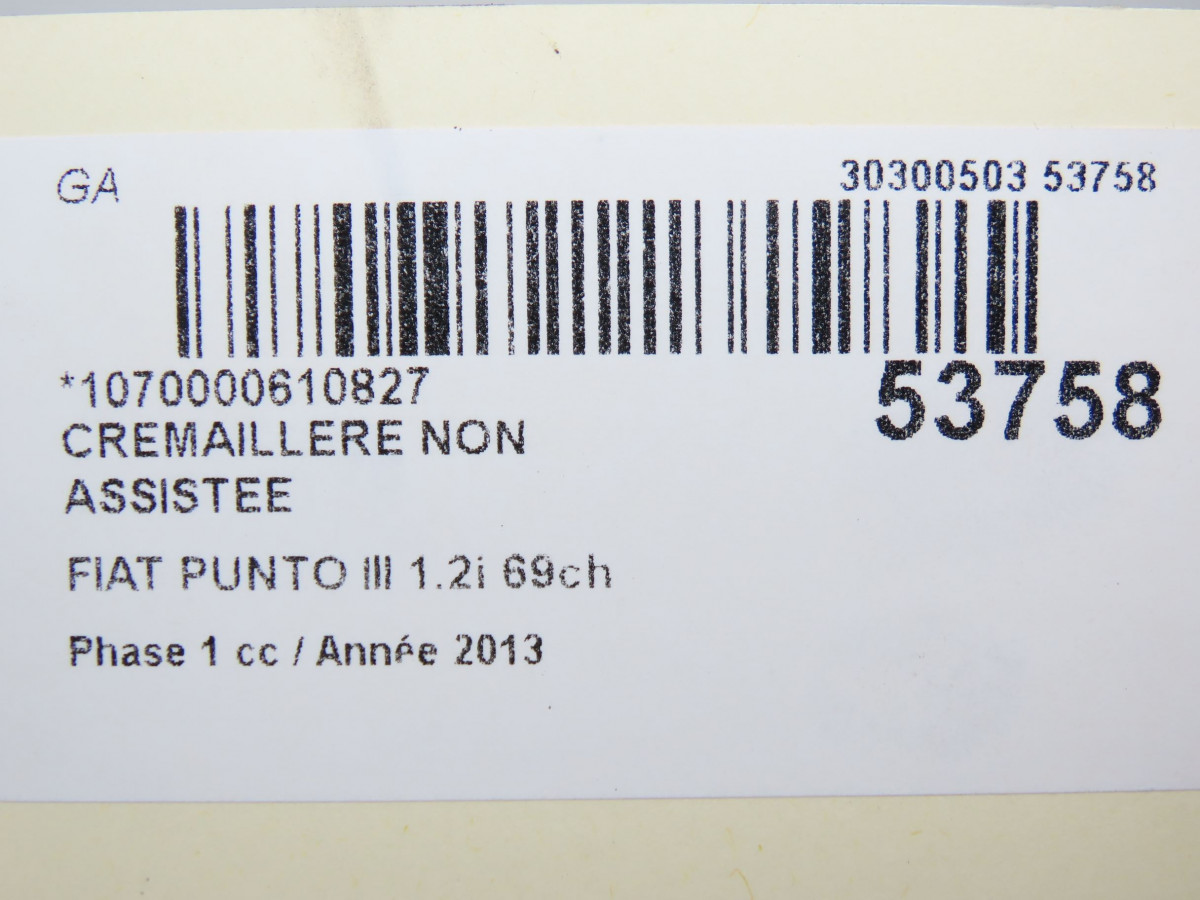 GA
30300503 53758
*1070000610827
53758
CREMAILLERE NON
ASSISTEE
FIAT PUNTO III 1.2i 69ch
Phase 1 cc / Année 2013